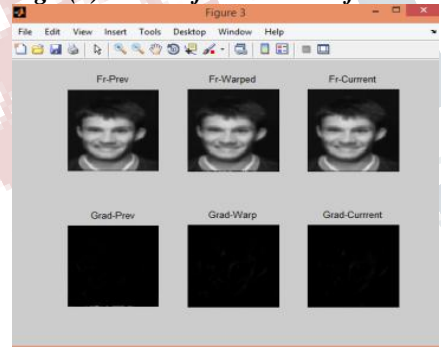 Figure 3
File Edit View Insert Tools Desktop Window Help
Fr-Prev Fr-Warped Fr-Currrent
Grad-Prev Grad-Warp Grad-Currrent